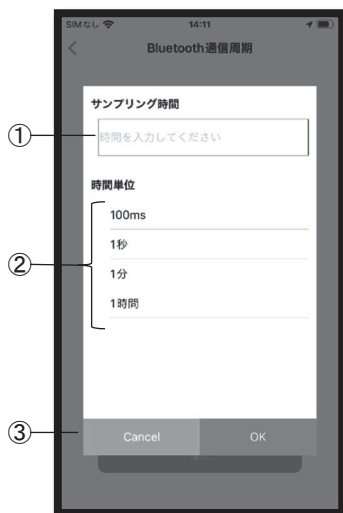 SIMなし 14:11
Bluetooth通信周期
サンプリング時間
① 時間を入力してください
時間単位
100ms
② 1秒
1分
1時間
③ Cancel OK